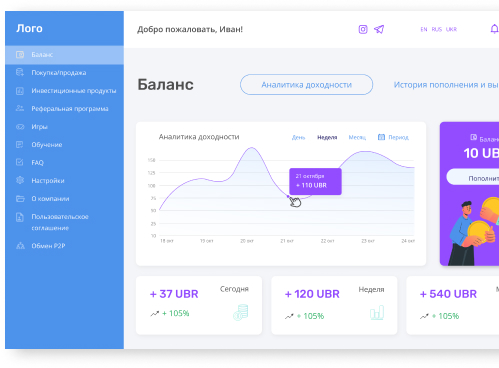 Лого
Добро пожаловать, Иван!
EN RUS UKR
Баланс
Покупка/продажа
Инвестиционные продукты
Реферальная программа
Игры
Обучение
FAQ
Настройки
О компании
Пользовательское
соглашение
Обмен P2P
Баланс
Аналитика доходности
История пополнения и вы
Аналитика доходности
День Неделя Месяц Период
150
125
100
75
50
25
10
18 окт 19 окт 20 окт 21 окт 22 окт 23 окт 24 окт
21 октября
+ 110 UBR
Баланс
10 UB
Пополнит
+ 37 UBR Сегодня
+ 105%
+ 120 UBR Неделя
+ 105%
+ 540 UBR
+ 105%